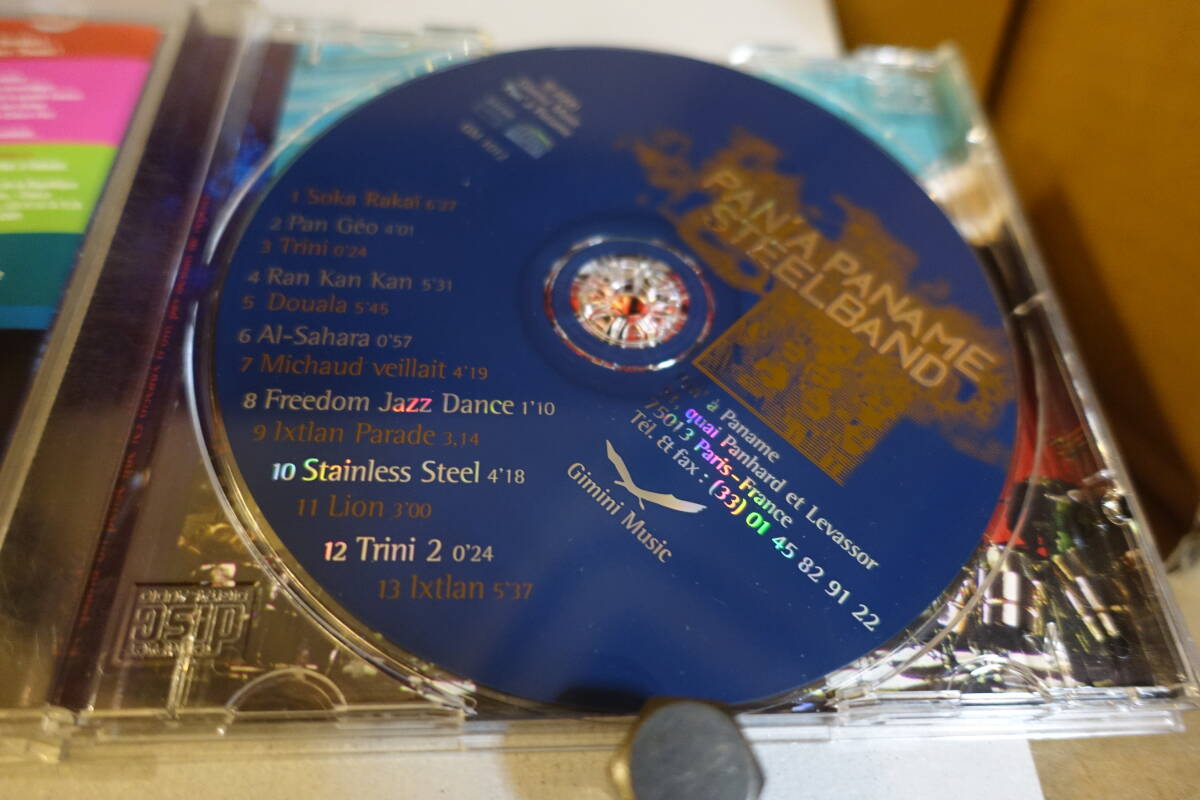 1 Soka Rakaï 6'27
2 Pan Géo 4'01
3 Trini 0'24
4 Ran Kan Kan 5'31
5 Douala 5'45
6 Al-Sahara 0'57
7 Michaud veillait 4'19
8 Freedom Jazz Dance 1'10
9 Ixtlan Parade 3,14
10 Stainless Steel 4'18
11 Lion 3'00
12 Trini 2 0'24
13 Ixtlan 5'37
PAN'A PANAME
STEELBAND
à Paname
quai Panhard et Levassor
75013 Paris-France
Tél. & fax : (33) 01 45 82 91 22
Gimini Music
disc